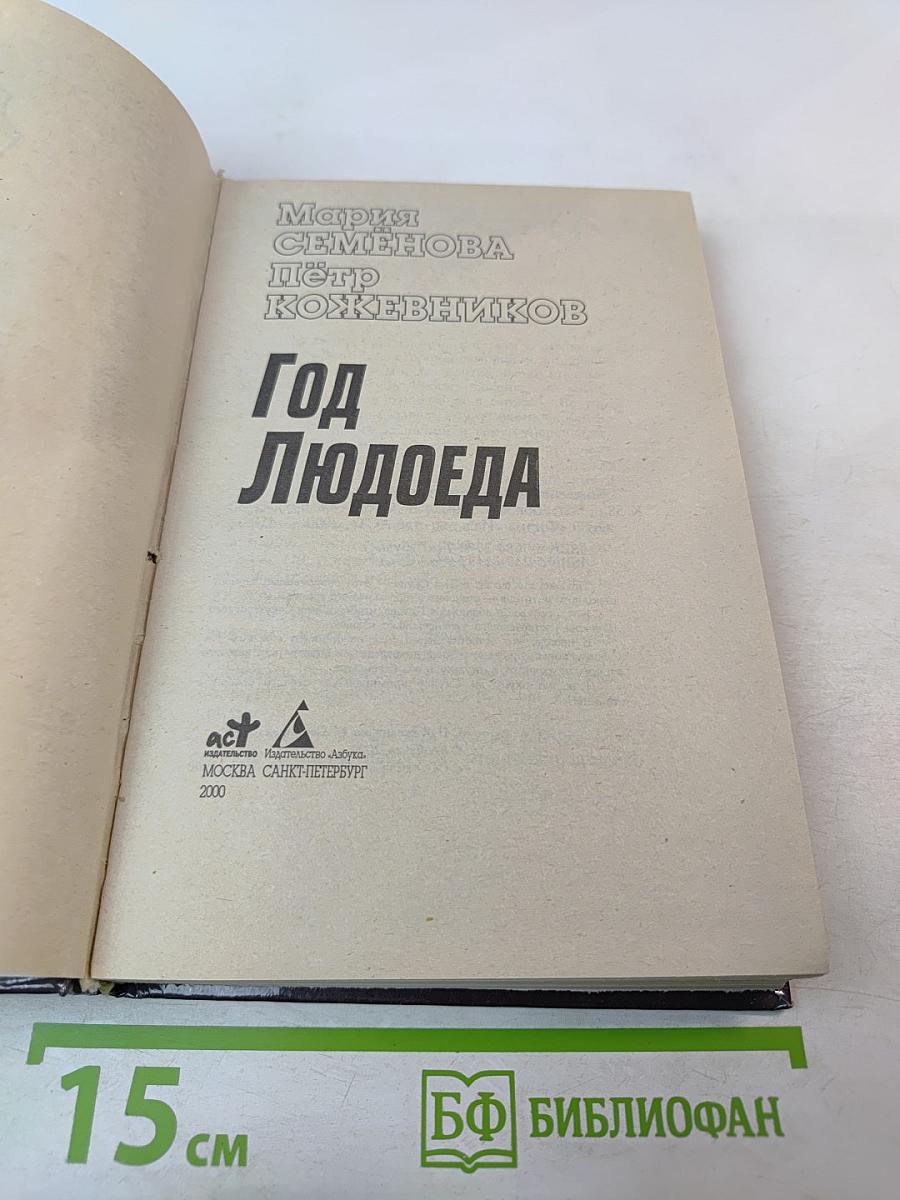 Мария
СЕМЁНОВА
Пётр
КОЖЕВНИКОВ
ГОД
ЛЮДОЕДА
аст
ИЗДАТЕЛЬСТВО
Издательство «Азбука»
МОСКВА САНКТ-ПЕТЕРБУРГ
2000
15 см
БФ БИБЛИОФАН